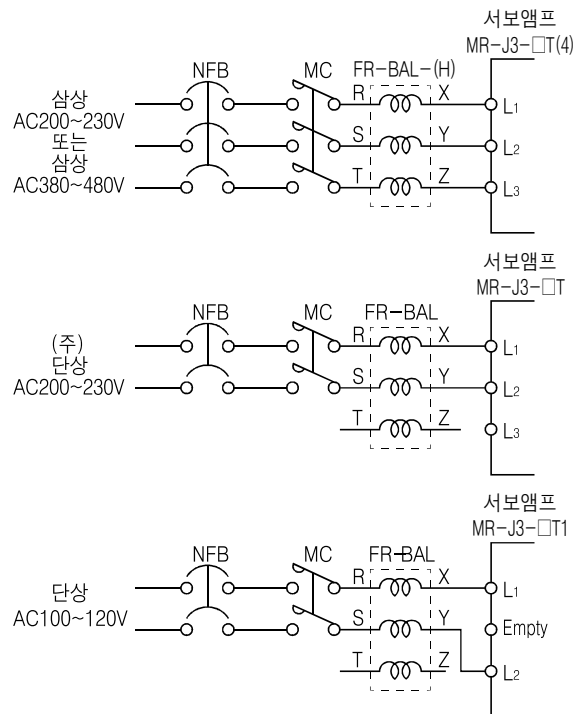 서보앰프
MR-J3-□T(4)
NFB
MC
FR-BAL-(H)
삼상
AC200~230V
또는
삼상
AC380~480V
R
X
L1
S
Y
L2
T
Z
L3
서보앰프
MR-J3-□T
NFB
MC
FR-BAL
(주)
단상
AC200~230V
R
X
L1
S
Y
L2
T
Z
L3
서보앰프
MR-J3-□T1
NFB
MC
FR-BAL
단상
AC100~120V
R
X
L1
S
Y
Empty
T
Z
L2